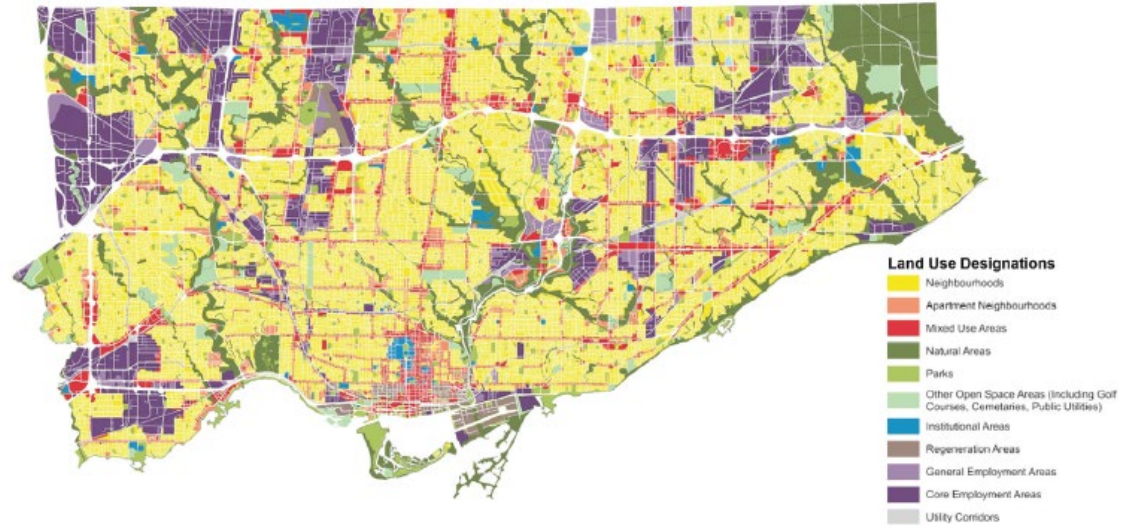 Land Use Designations
Neighbourhoods
Apartment Neighbourhoods
Mixed Use Areas
Natural Areas
Parks
Other Open Space Areas (Including Golf
Courses, Cemetaries, Public Utilities)
Institutional Areas
Regeneration Areas
General Employment Areas
Core Employment Areas
Utility Corridors